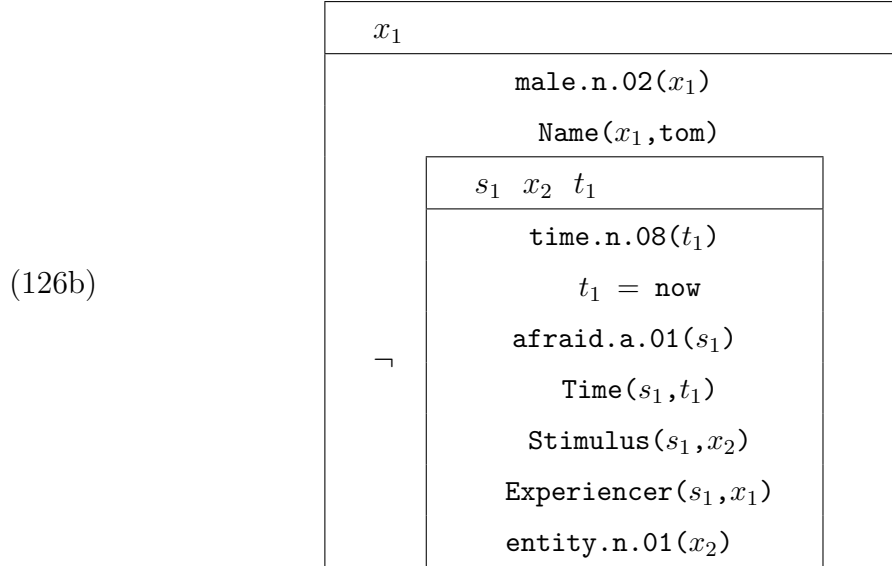 x₁
male.n.02(x₁)
Name(x₁,tom)
s₁ x₂ t₁
time.n.08(t₁)
t₁ = now
(126b)
afraid.a.01(s₁)
¬
Time(s₁,t₁)
Stimulus(s₁,x₂)
Experiencer(s₁,x₁)
entity.n.01(x₂)